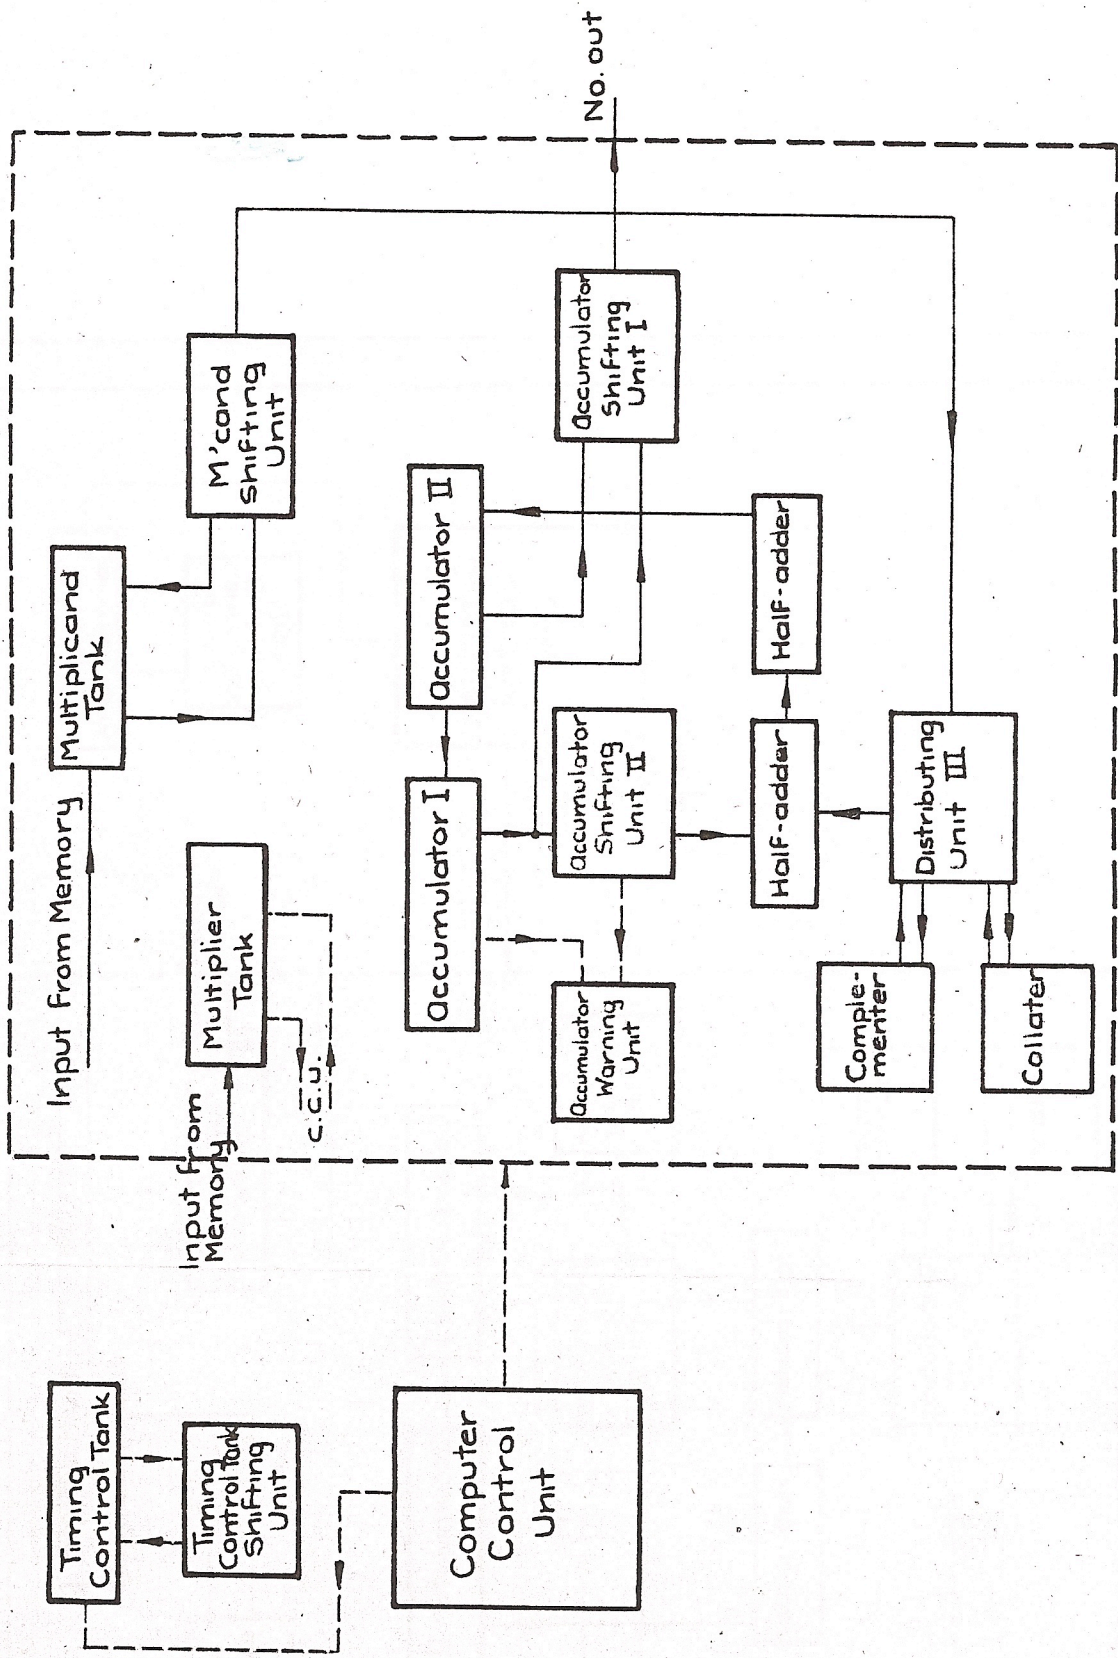 Timing
Control Tank
Timing
Control Tank
Shifting
Unit
Computer
Control
Unit
Input from Memory
Input from
Memory
Multiplicand
Tank
Multiplier
Tank
c.c.u.
M'cand
Shifting
Unit
Accumulator I
Accumulator II
Accumulator
Warning
Unit
Accumulator
Shifting
Unit II
Accumulator
Shifting
Unit I
No. out
Half-adder
Half-adder
Comple-
menter
Collater
Distributing
Unit III